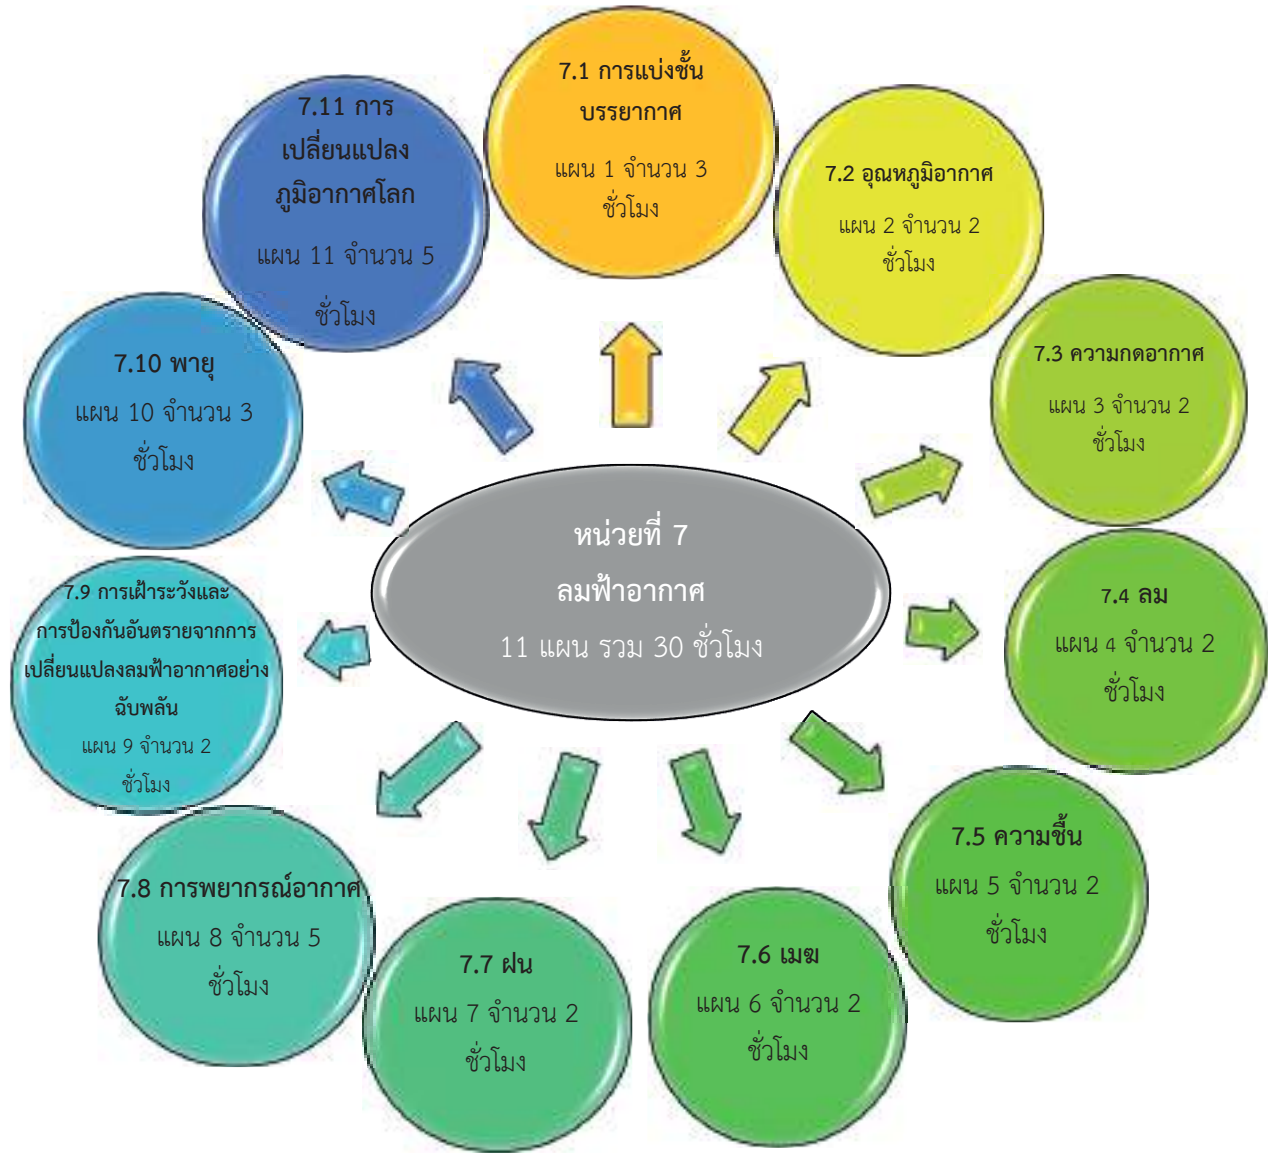 7.1 การแบ่งชั้น
บรรยากาศ
แผน 1 จำนวน 3
ชั่วโมง
7.2 อุณหภูมิอากาศ
แผน 2 จำนวน 2
ชั่วโมง
7.3 ความกดอากาศ
แผน 3 จำนวน 2
ชั่วโมง
7.4 ลม
แผน 4 จำนวน 2
ชั่วโมง
7.5 ความชื้น
แผน 5 จำนวน 2
ชั่วโมง
7.6 เมฆ
แผน 6 จำนวน 2
ชั่วโมง
7.7 ฝน
แผน 7 จำนวน 2
ชั่วโมง
7.8 การพยากรณ์อากาศ
แผน 8 จำนวน 5
ชั่วโมง
7.9 การเฝ้าระวังและ
การป้องกันอันตรายจากการ
เปลี่ยนแปลงลมฟ้าอากาศอย่าง
ฉับพลัน
แผน 9 จำนวน 2
ชั่วโมง
7.10 พายุ
แผน 10 จำนวน 3
ชั่วโมง
7.11 การ
เปลี่ยนแปลง
ภูมิอากาศโลก
แผน 11 จำนวน 5
ชั่วโมง
หน่วยที่ 7
ลมฟ้าอากาศ
11 แผน รวม 30 ชั่วโมง